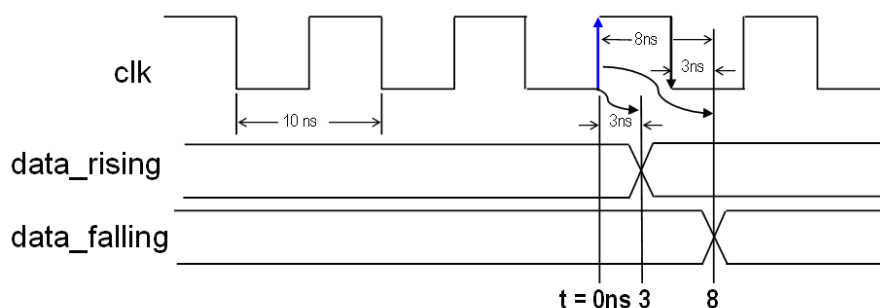 8ns
clk
3ns
10 ns
3ns
data_rising
data_falling
t = 0ns 3 8